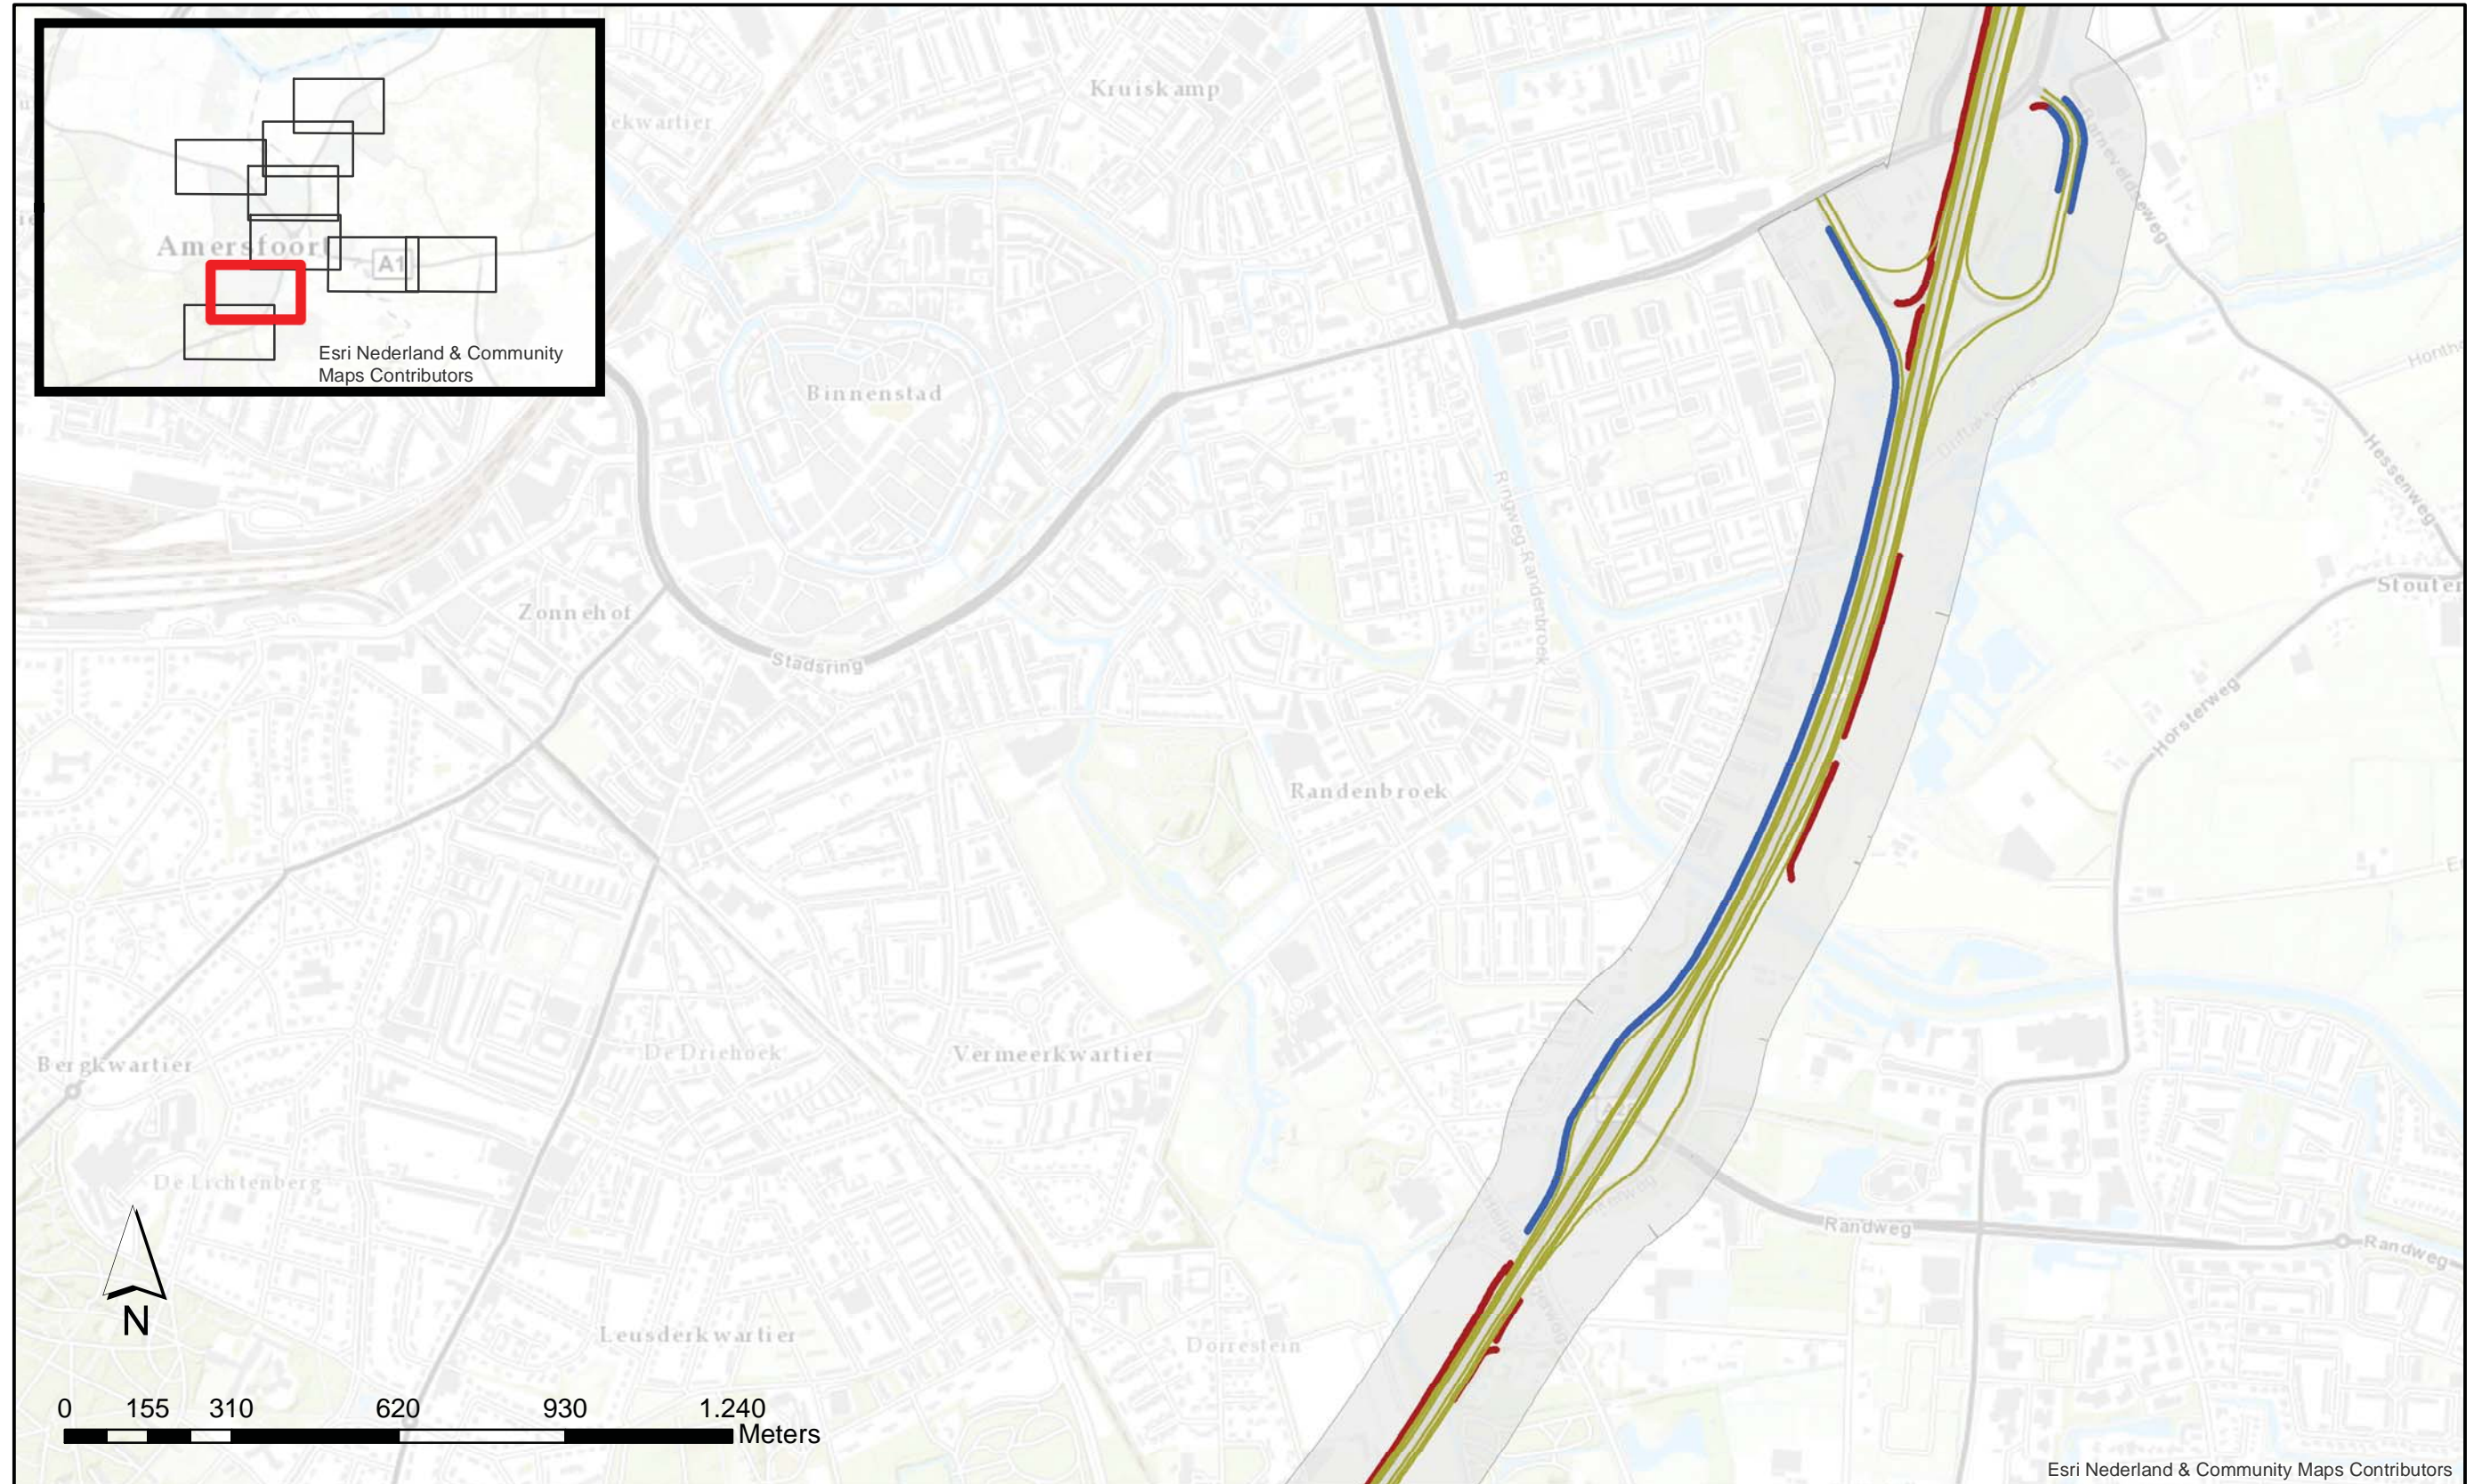 Amersfoort
A1
Esri Nederland & Community
Maps Contributors
Kruiskamp
ekwartier
Barneveldseweg
Binnenstad
Hessenweg
Ringweg-Randenbroek
Stouten
Zonnehof
Stadsring
Horsterweg
Randenbroek
De Driehoek
Vermeerkwartier
Bergkwartier
De Lichtenberg
Randweg
Randweg
Leusderkwartier
Dorrestein
N
0 155 310 620 930 1.240
Meters
Esri Nederland & Community Maps Contributors